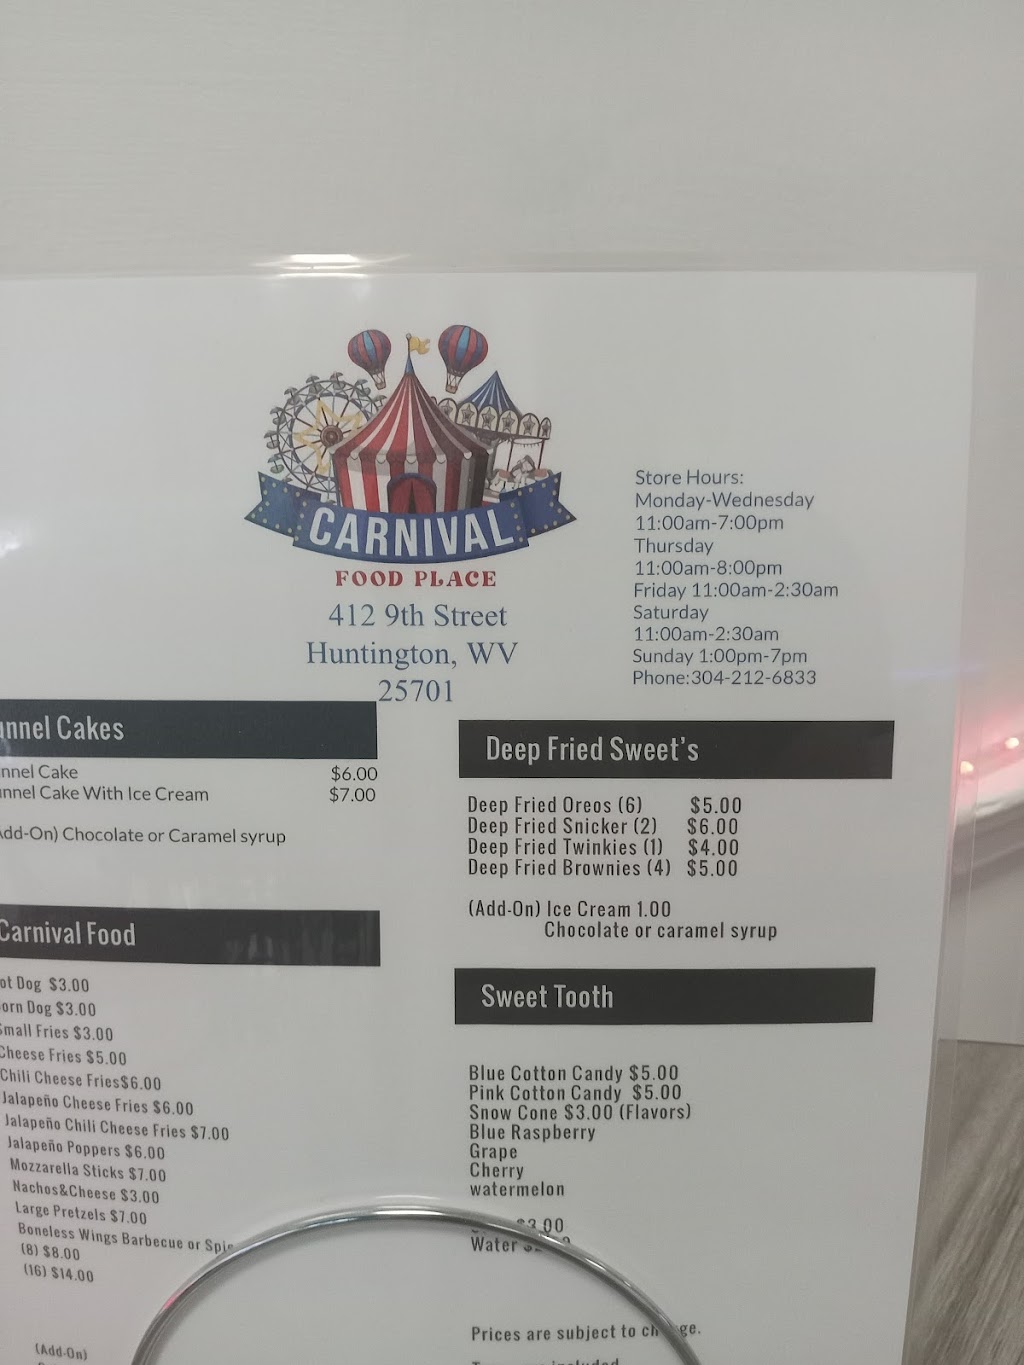 CARNIVAL
FOOD PLACE
412 9th Street
Huntington, WV
25701
Store Hours:
Monday-Wednesday
11:00am-7:00pm
Thursday
11:00am-8:00pm
Friday 11:00am-2:30am
Saturday
11:00am-2:30am
Sunday 1:00pm-7pm
Phone:304-212-6833
Cakes
Cake $6.00
Cake With Ice Cream $7.00
Chocolate or Caramel syrup
Carnival Food
Dog $3.00
Dog $3.00
Small Fries $3.00
Cheese Fries $5.00
Chili Cheese Fries$6.00
Jalapeño Cheese Fries $6.00
Jalapeño Chili Cheese Fries $7.00
Jalapeño Poppers $6.00
Mozzarella Sticks $7.00
Nachos&Cheese $3.00
Large Pretzels $7.00
Boneless Wings Barbecue or
(8) $8.00
(16) $14.00
(Add-On)
Deep Fried Sweet's
Deep Fried Oreos (6) $5.00
Deep Fried Snicker (2) $6.00
Deep Fried Twinkies (1) $4.00
Deep Fried Brownies (4) $5.00
(Add-On) Ice Cream 1.00
Chocolate or caramel syrup
Sweet Tooth
Blue Cotton Candy $5.00
Pink Cotton Candy $5.00
Snow Cone $3.00 (Flavors)
Blue Raspberry
Grape
Cherry
watermelon
$3.00
Water
Prices are subject to